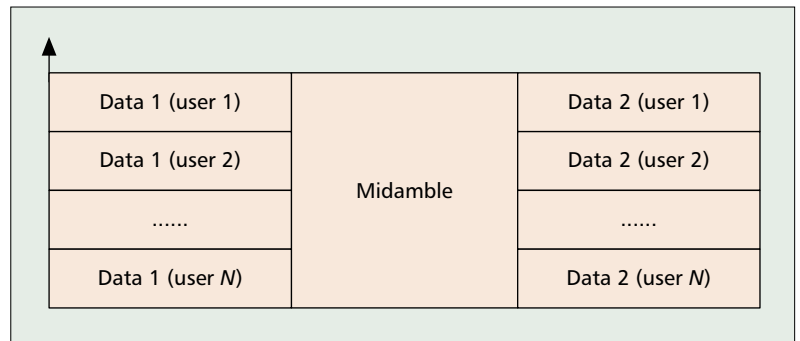 Data 1 (user 1)
Data 1 (user 2)
......
Data 1 (user N)
Midamble
Data 2 (user 1)
Data 2 (user 2)
......
Data 2 (user N)